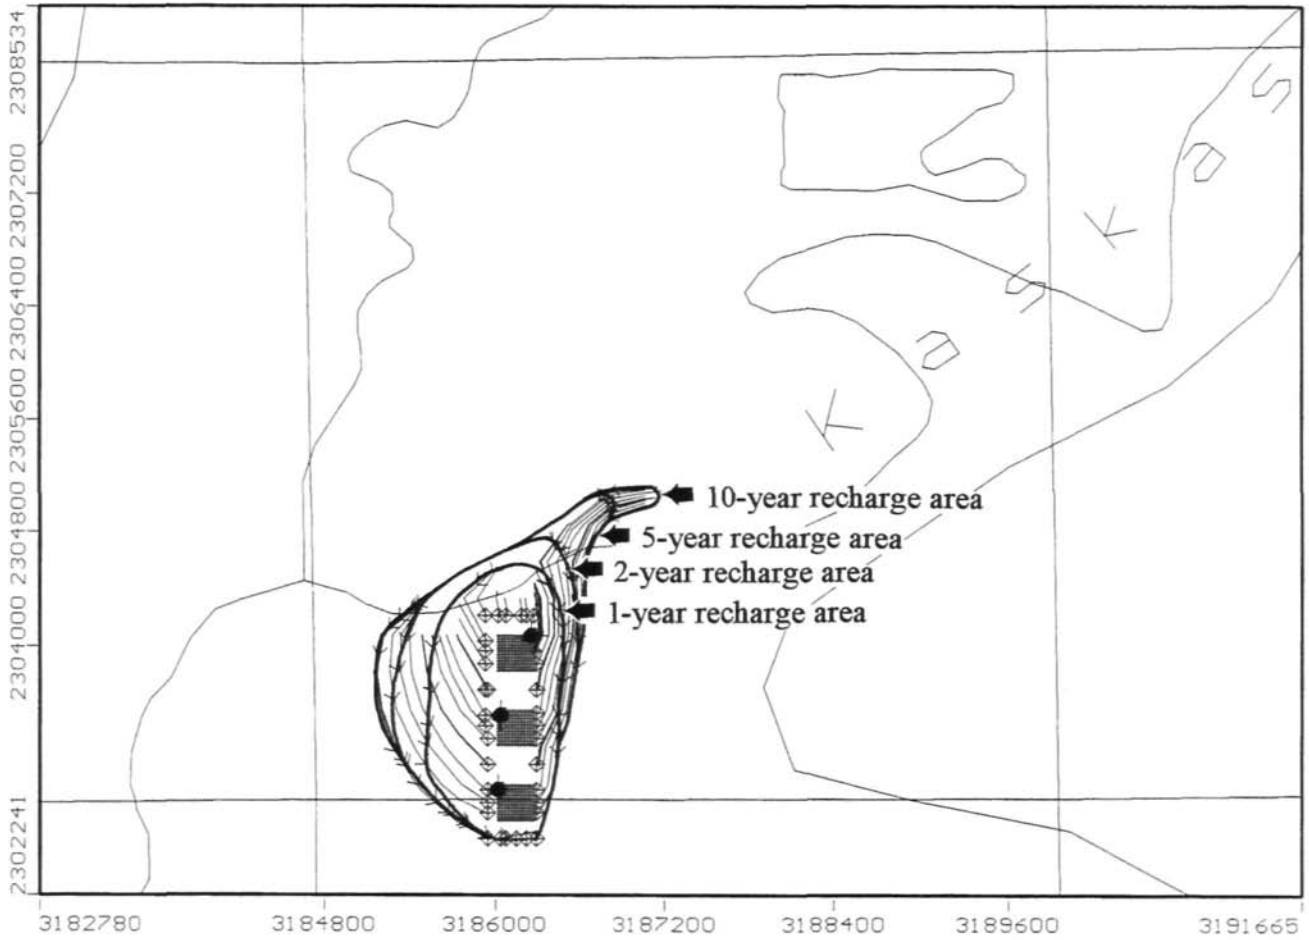 2308534
2307200
2306400
2305600
2304800
2304000
2302241
K a s K a s
10-year recharge area
5-year recharge area
2-year recharge area
1-year recharge area
3182780 3184800 3186000 3187200 3188400 3189600 3191665